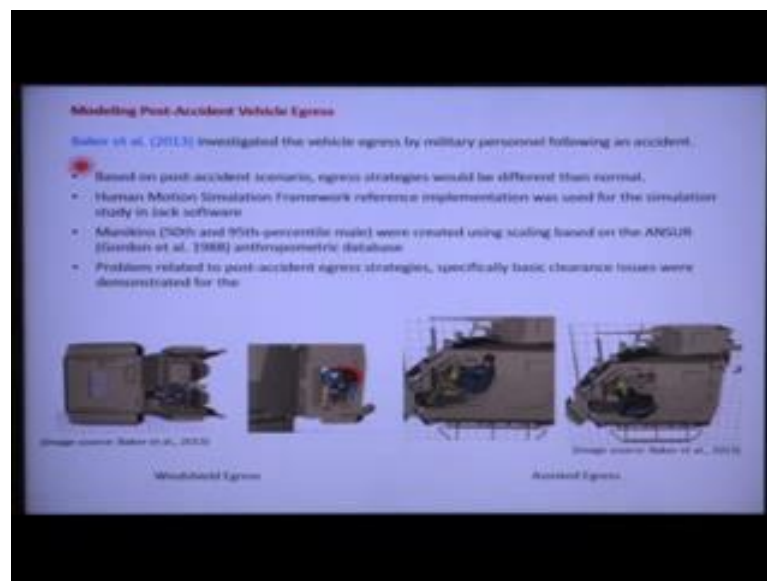 Modeling Post-Accident Vehicle Egress
Baker et al. (2013) investigated the vehicle egress by military personnel following an accident.
• Based on post-accident scenario, egress strategies would be different than normal.
• Human Motion Simulation Framework reference implementation was used for the simulation
study in Jack software
• Manikins (50th and 95th-percentile male) were created using scaling based on the ANSUR
(Gordon et al. 1988) anthropometric database
• Problem related to post-accident egress strategies, specifically basic clearance issues were
demonstrated for the
(Image source: Baker et al., 2013)
(Image source: Baker et al., 2013)
Windshield Egress
Assisted Egress